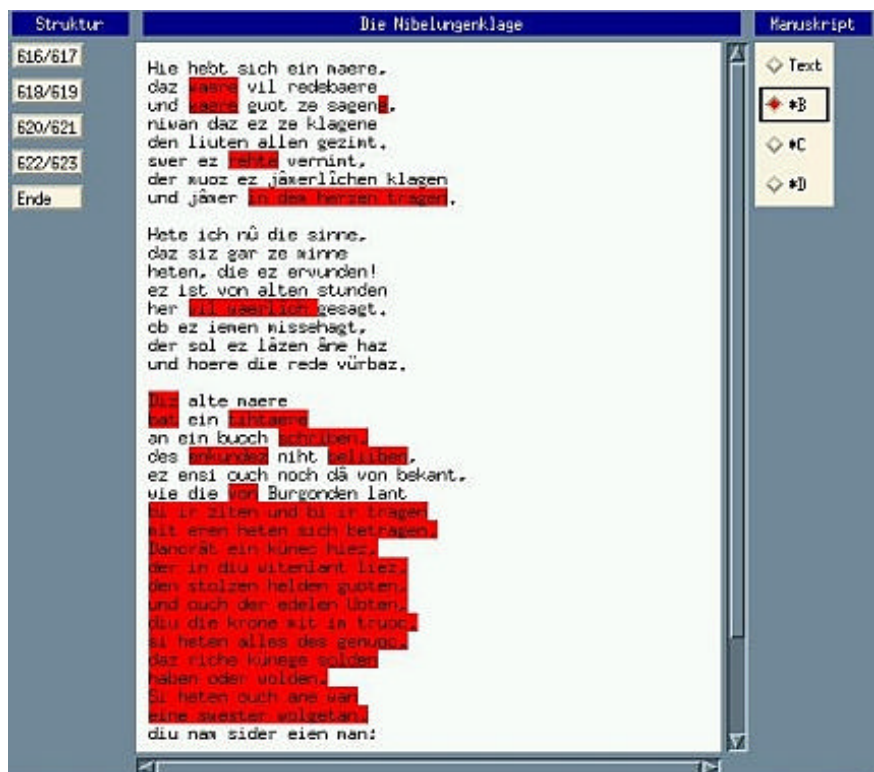 Struktur
Die Nibelungenklage
Manuskript
616/617
618/619
620/621
622/623
Ende
Hie hebt sich ein maere,
daz waere vil redebaere
und waere guot ze sagene,
niwan daz ez ze klagene
den liuten allen gezimt.
swer ez rehte vernimt,
der muoz ez jâmerlîchen klagen
und jâmer in dem herzen tragen.
Hete ich nû die sinne,
daz siz gar ze minne
heten, die ez ervunden!
ez ist von alten stunden
her vil waerlich gesagt.
ob ez iemen missehagt,
der sol ez lâzen âne haz
und hoere die rede vürbaz.
Diz alte maere
bat ein tihtaere
an ein buoch schriben,
des enkundez niht beliiben,
ez ensi ouch noch dâ von bekant,
wie die von Burgonden lant
bi ir ziten und bi ir tragen
mit eren heten sich betragen.
Dancrât ein künec hiez,
der in diu witenlant liez,
den stolzen helden guoten,
und ouch der edelen Uoten,
diu die krone mit im truoc.
si heten alles des genuoc,
daz riche künege solden
haben oder wolden.
Si heten ouch ane wan
eine swester wolgetan,
diu nam sider eien man:
Text
*B
*C
*D